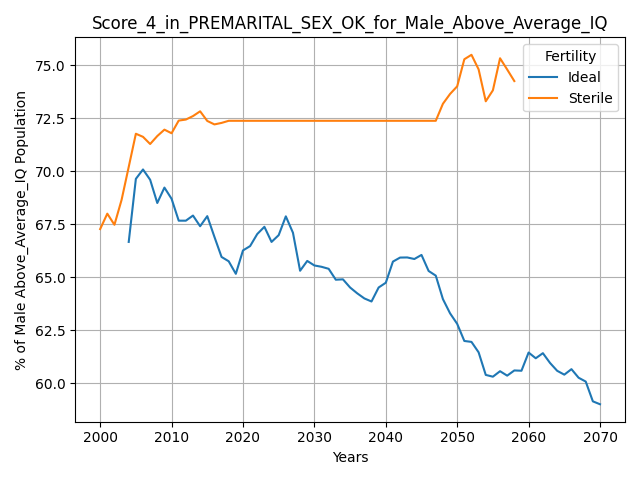 Score_4_in_PREMARITAL_SEX_OK_for_Male_Above_Average_IQ
% of Male Above_Average_IQ Population
75.0
72.5
70.0
67.5
65.0
62.5
60.0
Fertility
Ideal
Sterile
2000 2010 2020 2030 2040 2050 2060 2070
Years